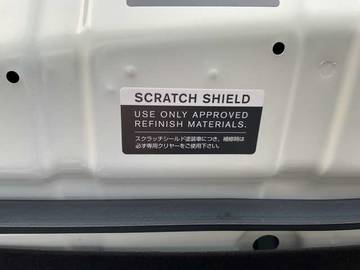 SCRATCH SHIELD
USE ONLY APPROVED
REFINISH MATERIALS.
スクラッチシールド塗装車につき、補修時は
必ず専用クリヤーをご使用下さい。